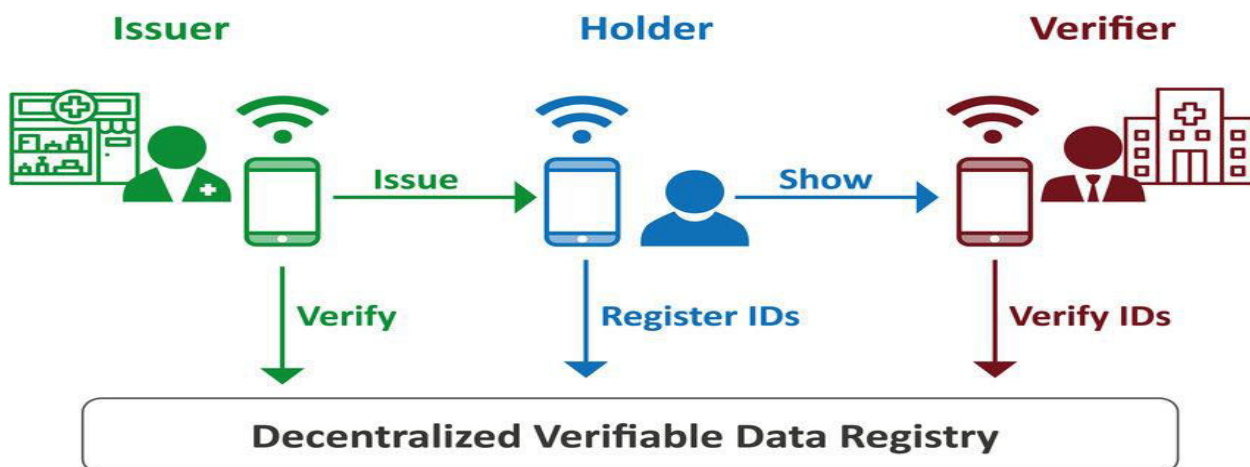 Issuer
Holder
Verifier
Issue
Show
Verify
Register IDs
Verify IDs
Decentralized Verifiable Data Registry